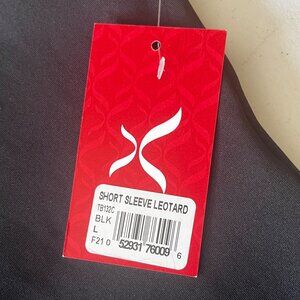 SHORT SLEEVE LEOTARD
TB132C
BLK
L
F21 0 52931 76009 6